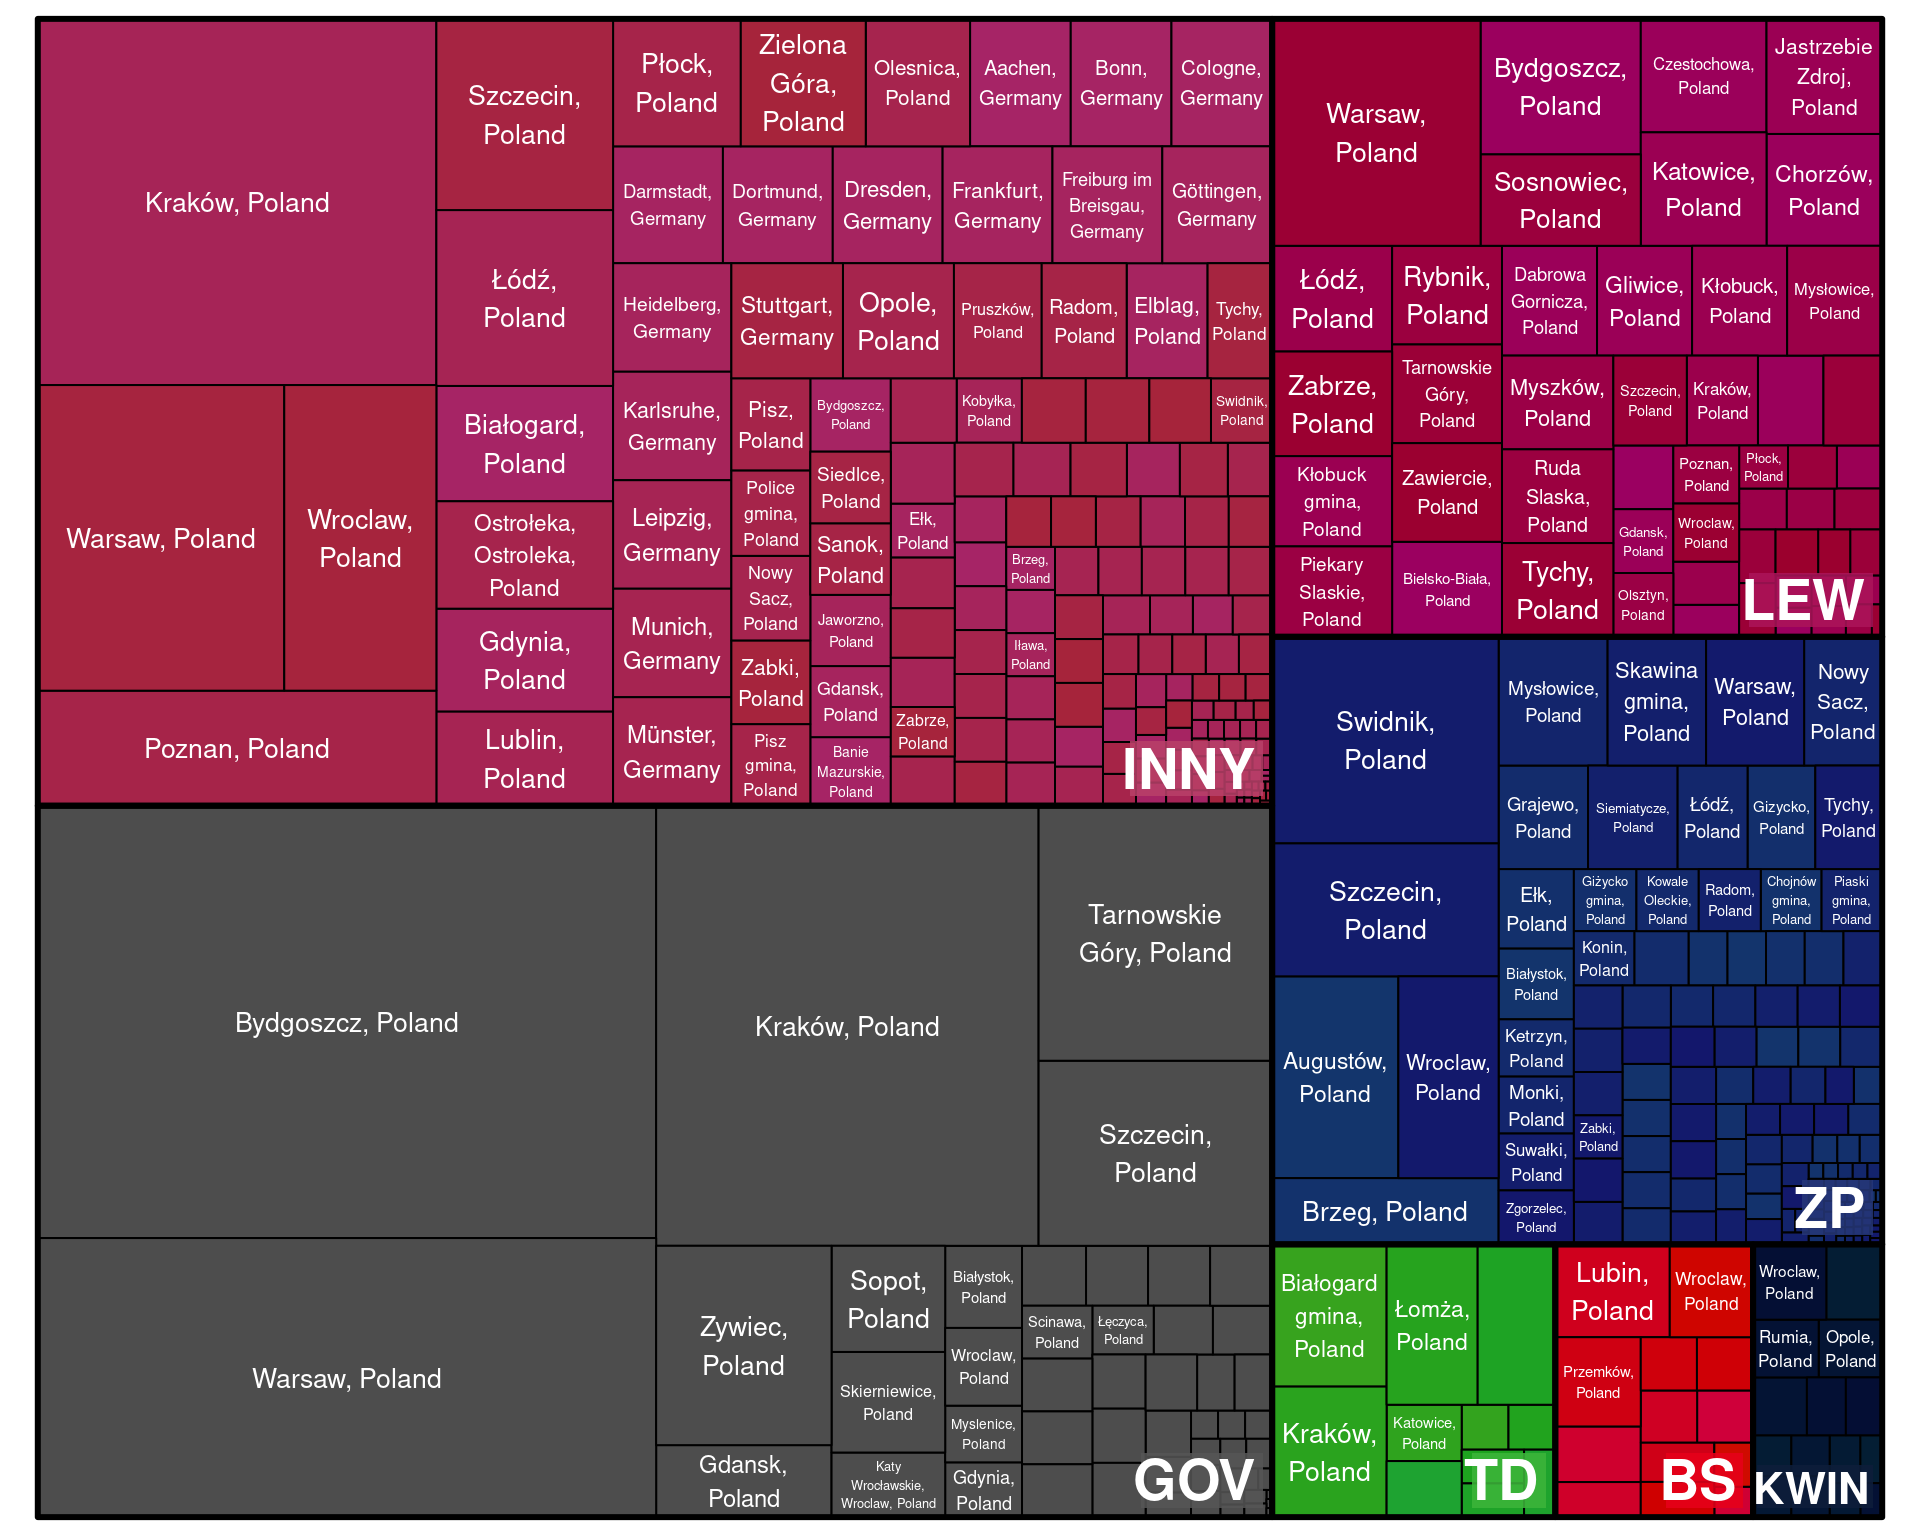 Kraków, Poland
Szczecin,
Poland
Łódź,
Poland
Warsaw, Poland
Wroclaw,
Poland
Poznan, Poland
Białogard,
Poland
Ostrołeka,
Ostroleka,
Poland
Gdynia,
Poland
Lublin,
Poland
Płock,
Poland
Zielona
Góra,
Poland
Olesnica,
Poland
Aachen,
Germany
Bonn,
Germany
Cologne,
Germany
Darmstadt,
Germany
Dortmund,
Germany
Dresden,
Germany
Frankfurt,
Germany
Freiburg im
Breisgau,
Germany
Göttingen,
Germany
Heidelberg,
Germany
Stuttgart,
Germany
Opole,
Poland
Pruszków,
Poland
Radom,
Poland
Elblag,
Poland
Tychy,
Poland
Karlsruhe,
Germany
Leipzig,
Germany
Munich,
Germany
Münster,
Germany
Pisz,
Poland
Police
gmina,
Poland
Nowy
Sacz,
Poland
Zabki,
Poland
Pisz
gmina,
Poland
Bydgoszcz,
Poland
Siedlce,
Poland
Sanok,
Poland
Jaworzno,
Poland
Gdansk,
Poland
Banie
Mazurskie,
Poland
Kobyłka,
Poland
Swidnik,
Poland
Ełk,
Poland
Zabrze,
Poland
Brzeg,
Poland
Iława,
Poland
INNY
Warsaw,
Poland
Bydgoszcz,
Poland
Sosnowiec,
Poland
Czestochowa,
Poland
Jastrzebie
Zdroj,
Poland
Katowice,
Poland
Chorzów,
Poland
Łódź,
Poland
Rybnik,
Poland
Dabrowa
Gornicza,
Poland
Gliwice,
Poland
Kłobuck,
Poland
Mysłowice,
Poland
Zabrze,
Poland
Tarnowskie
Góry,
Poland
Myszków,
Poland
Szczecin,
Poland
Kraków,
Poland
Kłobuck
gmina,
Poland
Zawiercie,
Poland
Ruda
Slaska,
Poland
Poznan,
Poland
Płock,
Poland
Gdansk,
Poland
Wroclaw,
Poland
Piekary
Slaskie,
Poland
Bielsko-Biała,
Poland
Tychy,
Poland
Olsztyn,
Poland
LEW
Bydgoszcz, Poland
Warsaw, Poland
Kraków, Poland
Tarnowskie
Góry, Poland
Szczecin,
Poland
Zywiec,
Poland
Gdansk,
Poland
Sopot,
Poland
Skierniewice,
Poland
Katy
Wrocławskie,
Wroclaw, Poland
Białystok,
Poland
Wroclaw,
Poland
Myslenice,
Poland
Gdynia,
Poland
Scinawa,
Poland
Łęczyca,
Poland
GOV
Swidnik,
Poland
Szczecin,
Poland
Augustów,
Poland
Wroclaw,
Poland
Brzeg, Poland
Mysłowice,
Poland
Skawina
gmina,
Poland
Warsaw,
Poland
Nowy
Sacz,
Poland
Grajewo,
Poland
Siemiatycze,
Poland
Łódź,
Poland
Gizycko,
Poland
Tychy,
Poland
Ełk,
Poland
Giżycko
gmina,
Poland
Kowale
Oleckie,
Poland
Radom,
Poland
Chojnów
gmina,
Poland
Piaski
gmina,
Poland
Białystok,
Poland
Konin,
Poland
Ketrzyn,
Poland
Monki,
Poland
Suwałki,
Poland
Zgorzelec,
Poland
Zabki,
Poland
ZP
Białogard
gmina,
Poland
Łomża,
Poland
Kraków,
Poland
Katowice,
Poland
TD
Lubin,
Poland
Wroclaw,
Poland
Przemków,
Poland
BS
Wroclaw,
Poland
Rumia,
Poland
Opole,
Poland
KWIN